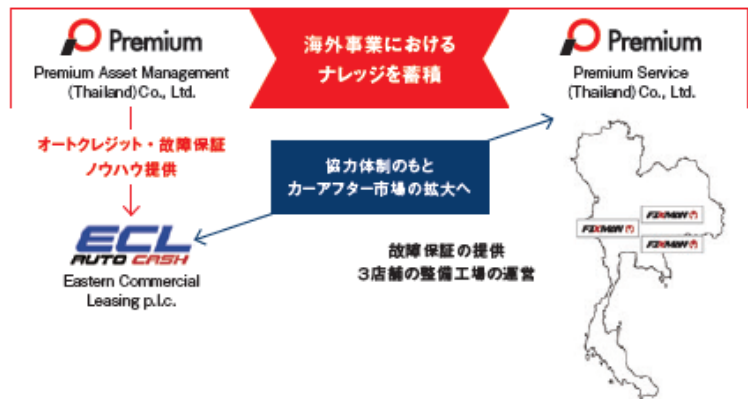 Premium
Premium Asset Management
(Thailand) Co., Ltd.
海外事業における
ナレッジを蓄積
Premium
Premium Service
(Thailand) Co., Ltd.
オートクレジット・故障保証
ノウハウ提供
協力体制のもと
カーアフター市場の拡大へ
ECL
AUTO CASH
Eastern Commercial
Leasing p.l.c.
故障保証の提供
3店舗の整備工場の運営
FIXMAN
FIXMAN
FIXMAN